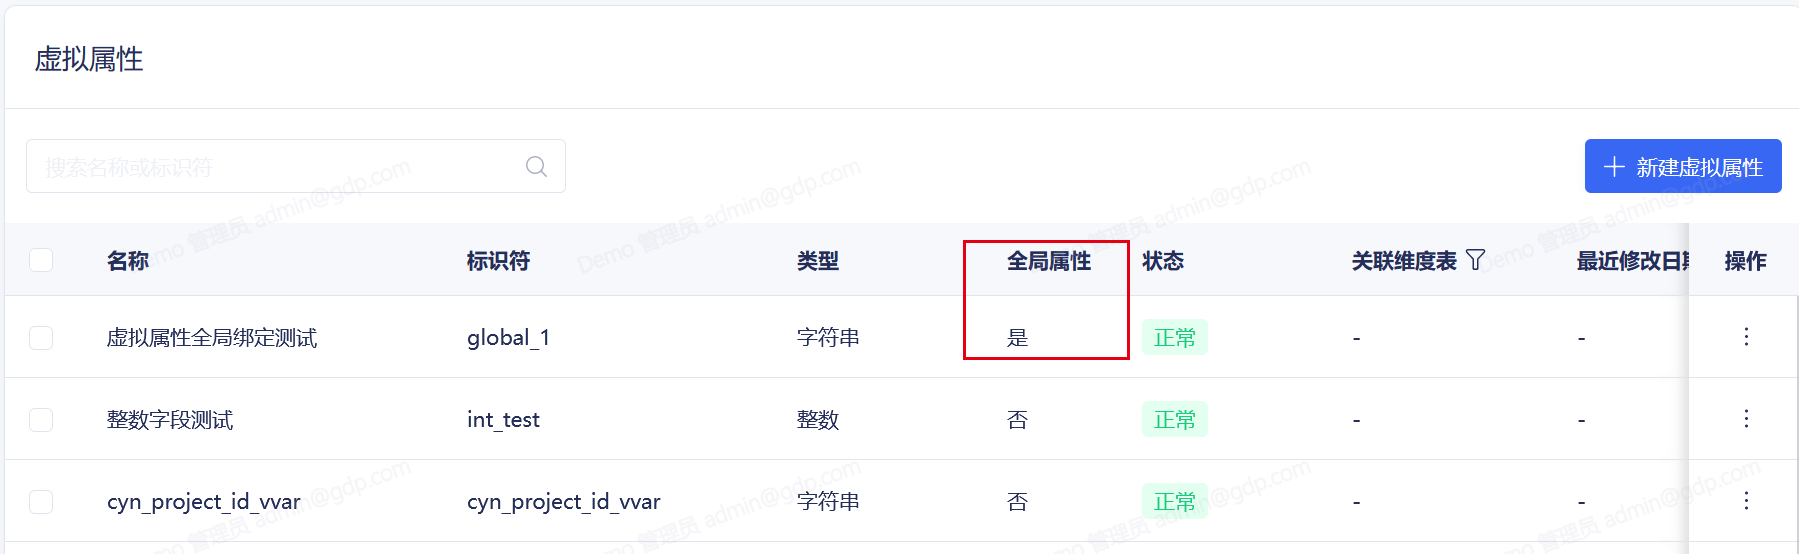 虚拟属性
搜索名称或标识符
新建虚拟属性
名称 标识符 类型 全局属性 状态 关联维度表 最近修改日期 操作
虚拟属性全局绑定测试 global_1 字符串 是 正常 - -
整数字段测试 int_test 整数 否 正常 - -
cyn_project_id_vvar cyn_project_id_vvar 字符串 否 正常 - -
Demo 管理员 admin@gdp.com